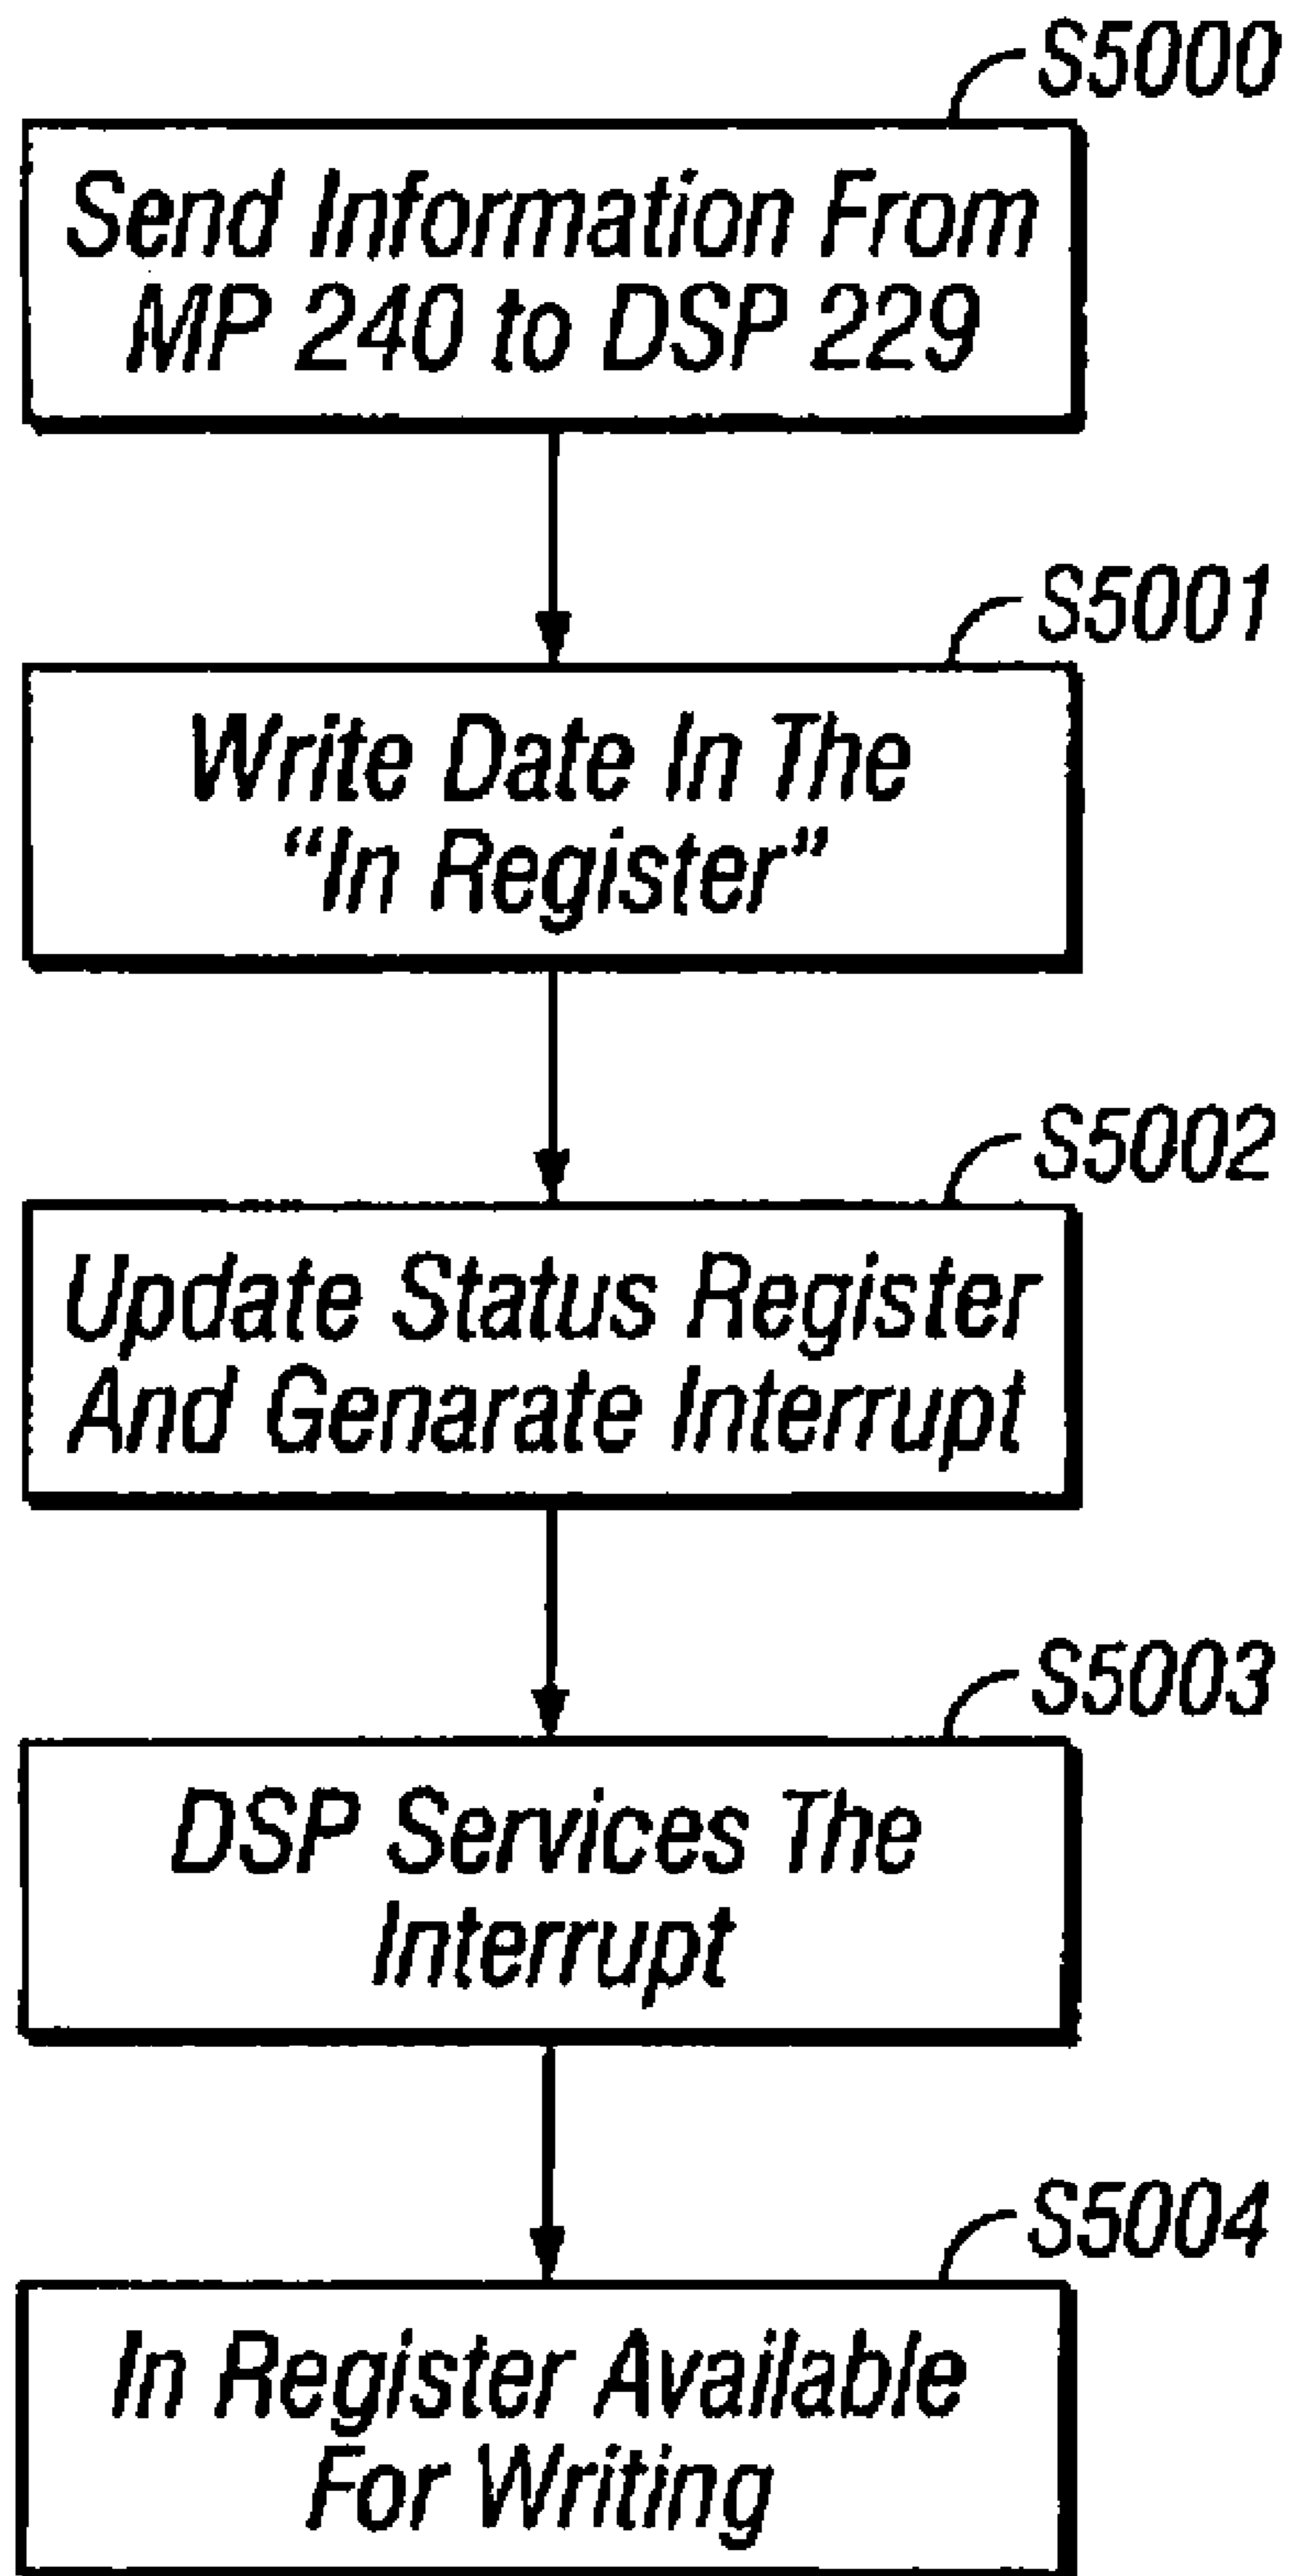 S5000
Send Information From
MP 240 to DSP 229
S5001
Write Date In The
“In Register”
S5002
Update Status Register
And Genarate Interrupt
S5003
DSP Services The
Interrupt
S5004
In Register Available
For Writing